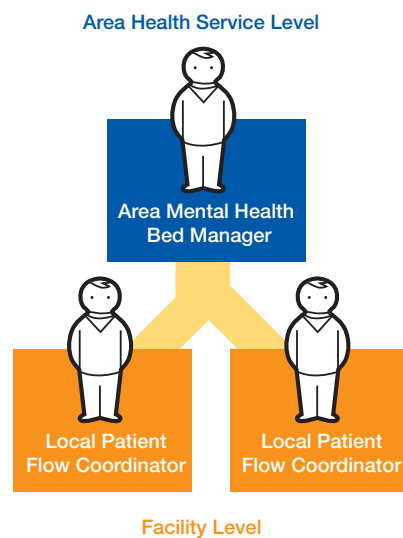 Area Health Service Level
Area Mental Health
Bed Manager
Local Patient
Flow Coordinator
Local Patient
Flow Coordinator
Facility Level